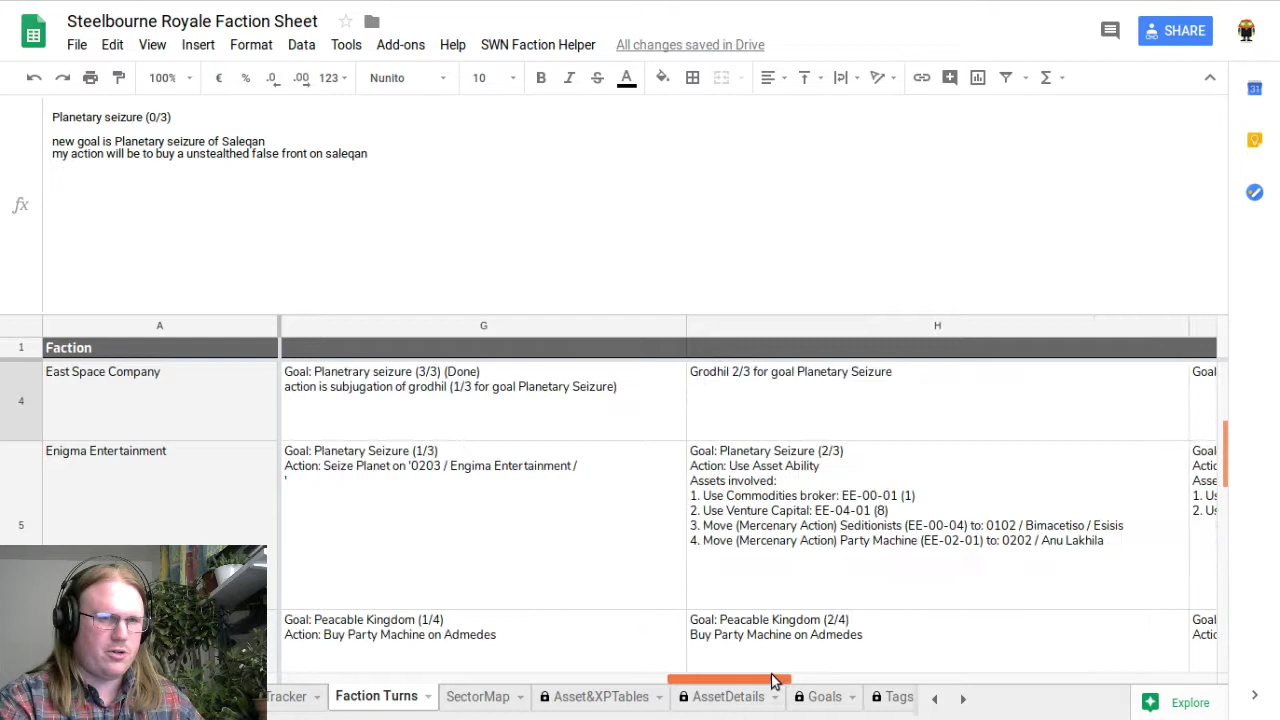 Steelbourne Royale Faction Sheet
File Edit View Insert Format Data Tools Add-ons Help SWN Faction Helper All changes saved in Drive
SHARE
100% € % .0 .00 123 Nunito 10 B I S A
Planetary seizure (0/3)
new goal is Planetary seizure of Saleqan
my action will be to buy a unstealthed false front on saleqan
fx
A G H
1 Faction
4 East Space Company
Goal: Planetrary seizure (3/3) (Done)
action is subjugation of grodhil (1/3 for goal Planetary Seizure)
Grodhil 2/3 for goal Planetary Seizure
Goal
5 Enigma Entertainment
Goal: Planetary Seizure (1/3)
Action: Seize Planet on '0203 / Engima Entertainment /
'
Goal: Planetary Seizure (2/3)
Action: Use Asset Ability
Assets involved:
1. Use Commodities broker: EE-00-01 (1)
2. Use Venture Capital: EE-04-01 (8)
3. Move (Mercenary Action) Seditionists (EE-00-04) to: 0102 / Bimacetiso / Esisis
4. Move (Mercenary Action) Party Machine (EE-02-01) to: 0202 / Anu Lakhila
Goal
Actio
Asse
1. Us
2. Us
Goal: Peacable Kingdom (1/4)
Action: Buy Party Machine on Admedes
Goal: Peacable Kingdom (2/4)
Buy Party Machine on Admedes
Goal
Actio
Tracker Faction Turns SectorMap Asset&XPTables AssetDetails Goals Tags
Explore
31